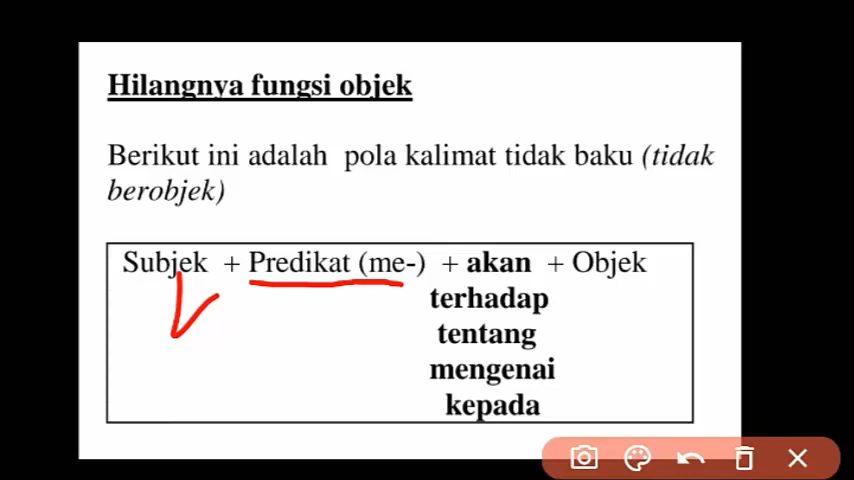 Hilangnya fungsi objek
Berikut ini adalah pola kalimat tidak baku (tidak
berobjek)
Subjek + Predikat (me-) + akan + Objek
terhadap
tentang
mengenai
kepada